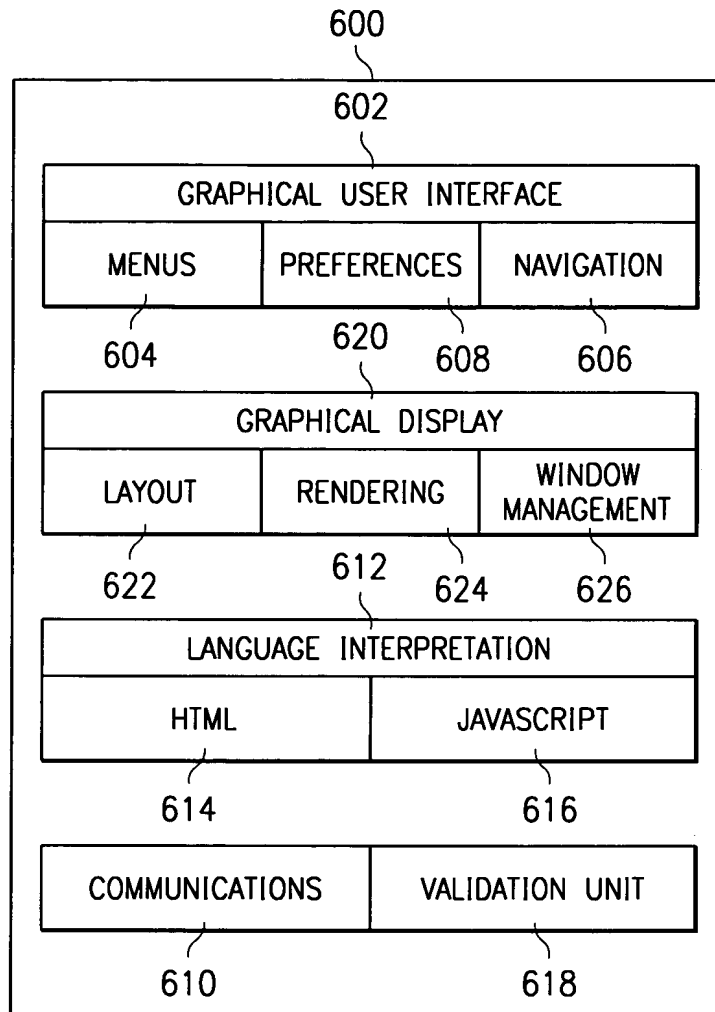 600
602
GRAPHICAL USER INTERFACE
MENUS
PREFERENCES
NAVIGATION
604
608
606
620
GRAPHICAL DISPLAY
LAYOUT
RENDERING
WINDOW
MANAGEMENT
622
624
626
612
LANGUAGE INTERPRETATION
HTML
JAVASCRIPT
614
616
COMMUNICATIONS
VALIDATION UNIT
610
618